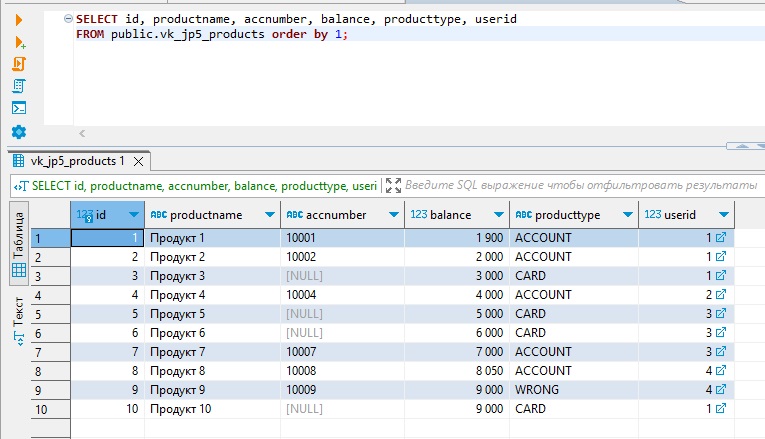 SELECT id, productname, accnumber, balance, producttype, userid
FROM public.vk_jp5_products order by 1;
vk_jp5_products 1
SELECT id, productname, accnumber, balance, producttype, useri
Введите SQL выражение чтобы отфильтровать результаты
Таблица
Текст
123 id ABC productname ABC accnumber 123 balance ABC producttype 123 userid
1 1 Продукт 1 10001 1 900 ACCOUNT 1
2 2 Продукт 2 10002 2 000 ACCOUNT 1
3 3 Продукт 3 [NULL] 3 000 CARD 1
4 4 Продукт 4 10004 4 000 ACCOUNT 2
5 5 Продукт 5 [NULL] 5 000 CARD 3
6 6 Продукт 6 [NULL] 6 000 CARD 3
7 7 Продукт 7 10007 7 000 ACCOUNT 3
8 8 Продукт 8 10008 8 050 ACCOUNT 4
9 9 Продукт 9 10009 9 000 WRONG 4
10 10 Продукт 10 [NULL] 9 000 CARD 1